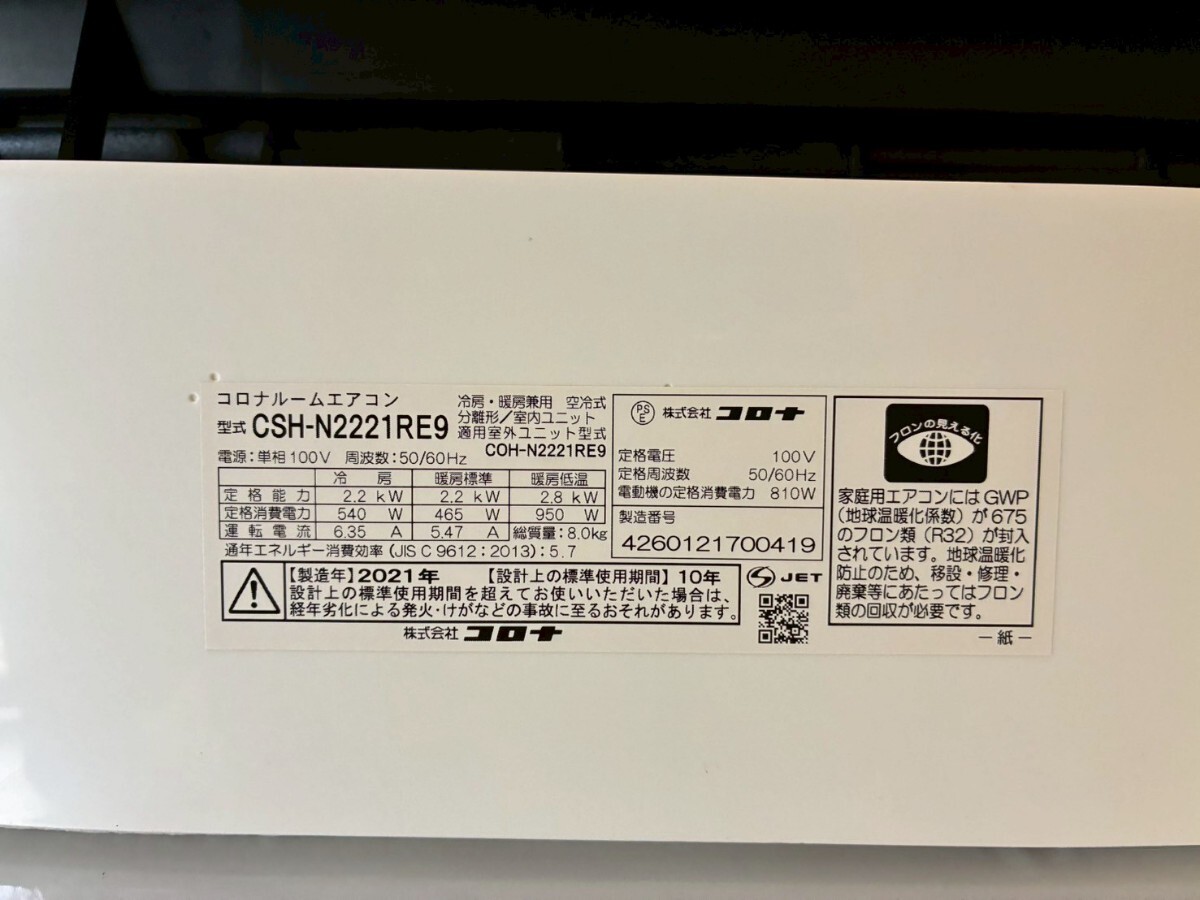 コロナルームエアコン
型式 CSH-N2221RE9
冷房・暖房兼用 空冷式
分離形/室内ユニット
適用室外ユニット型式
COH-N2221RE9
電源:単相100V 周波数:50/60Hz
冷房 暖房標準 暖房低温
定格能力 2.2 kW 2.2 kW 2.8 kW
定格消費電力 540 W 465 W 950 W
運転電流 6.35 A 5.47 A 総質量:8.0kg
通年エネルギー消費効率 (JIS C 9612:2013):5.7
【製造年】2021年 【設計上の標準使用期間】10年
設計上の標準使用期間を超えてお使いいただいた場合は、
経年劣化による発火・けがなどの事故に至るおそれがあります。
株式会社 コロナ
PSE 株式会社 コロナ
定格電圧 100V
定格周波数 50/60Hz
電動機の定格消費電力 810W
製造番号
4260121700419
JET
フロンの見える化
家庭用エアコンにはGWP
(地球温暖化係数)が675
のフロン類(R32)が封入
されています。地球温暖化
防止のため、移設・修理・
廃棄等にあたってはフロン
類の回収が必要です。
－紙－